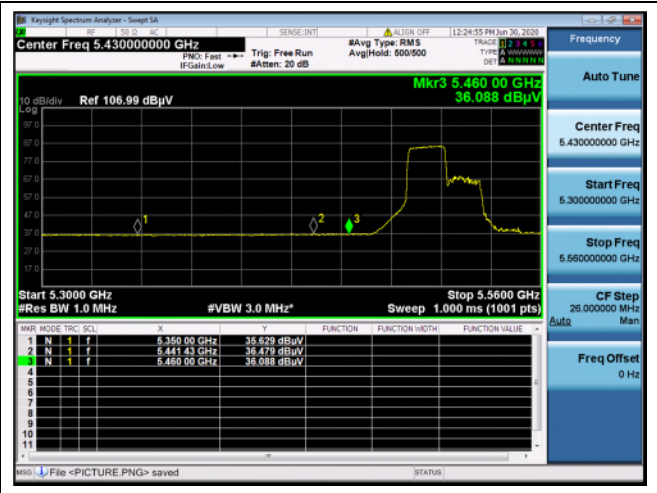 Keysight Spectrum Analyzer - Swept SA
RF 50 Ω AC SENSE:INT ALIGN OFF 12:24:55 PM Jun 30, 2020
Center Freq 5.430000000 GHz
PNO: Fast
IFGain:Low
Trig: Free Run
#Atten: 20 dB
#Avg Type: RMS
Avg|Hold: 500/500
TRACE 1 2 3 4 5 6
TYPE A WWWWW
DET A NNNNN
Mkr3 5.460 00 GHz
36.088 dBµV
10 dB/div Ref 106.99 dBµV
Log
97.0
87.0
77.0
67.0
57.0
47.0
37.0
27.0
17.0
1
2
3
Start 5.3000 GHz Stop 5.5600 GHz
#Res BW 1.0 MHz #VBW 3.0 MHz* Sweep 1.000 ms (1001 pts)
MKR MODE TRC SCL X Y FUNCTION FUNCTION WIDTH FUNCTION VALUE
1 N 1 f 5.350 00 GHz 35.629 dBµV
2 N 1 f 5.441 43 GHz 36.479 dBµV
3 N 1 f 5.460 00 GHz 36.088 dBµV
4
5
6
7
8
9
10
11
MSG File <PICTURE.PNG> saved STATUS
Frequency
Auto Tune
Center Freq
5.430000000 GHz
Start Freq
5.300000000 GHz
Stop Freq
5.560000000 GHz
CF Step
26.000000 MHz
Auto Man
Freq Offset
0 Hz